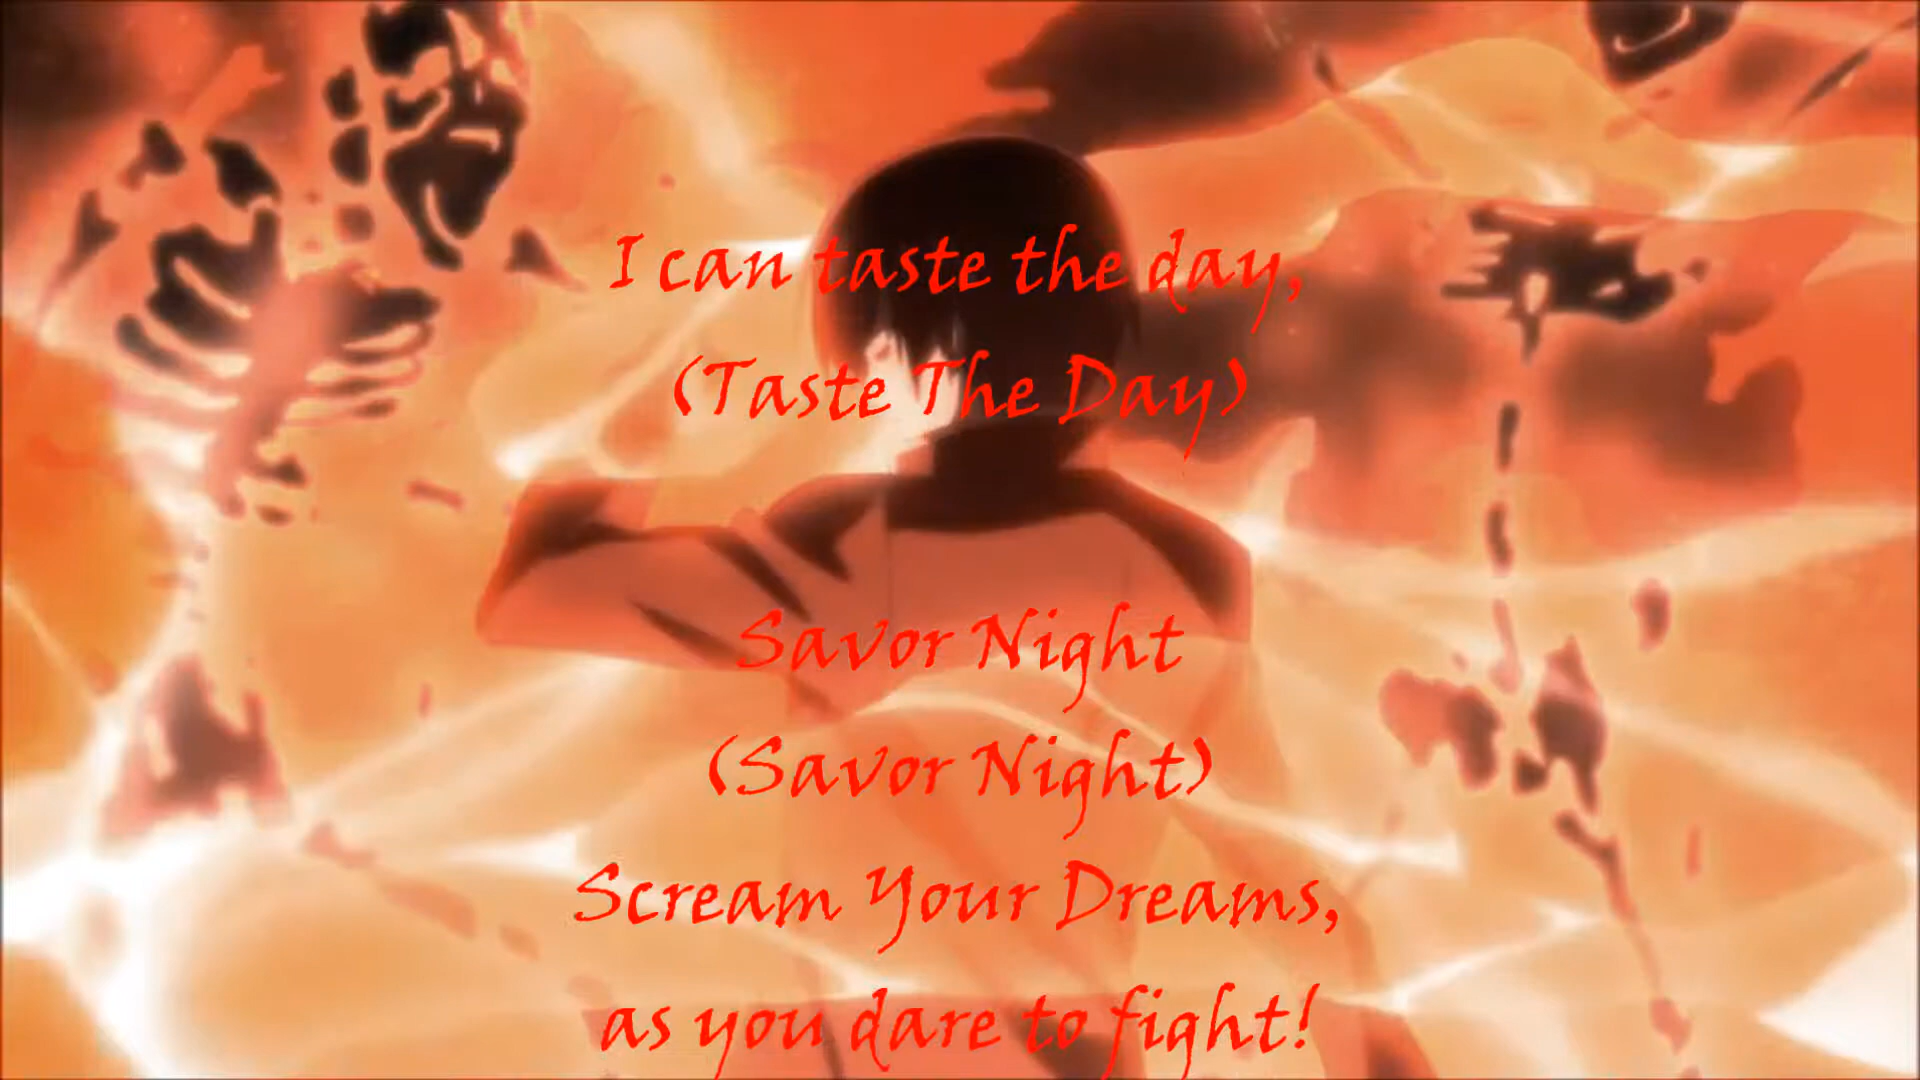 I can taste the day,
(Taste The Day)
Savor Night
(Savor Night)
Scream Your Dreams,
as you dare to fight!